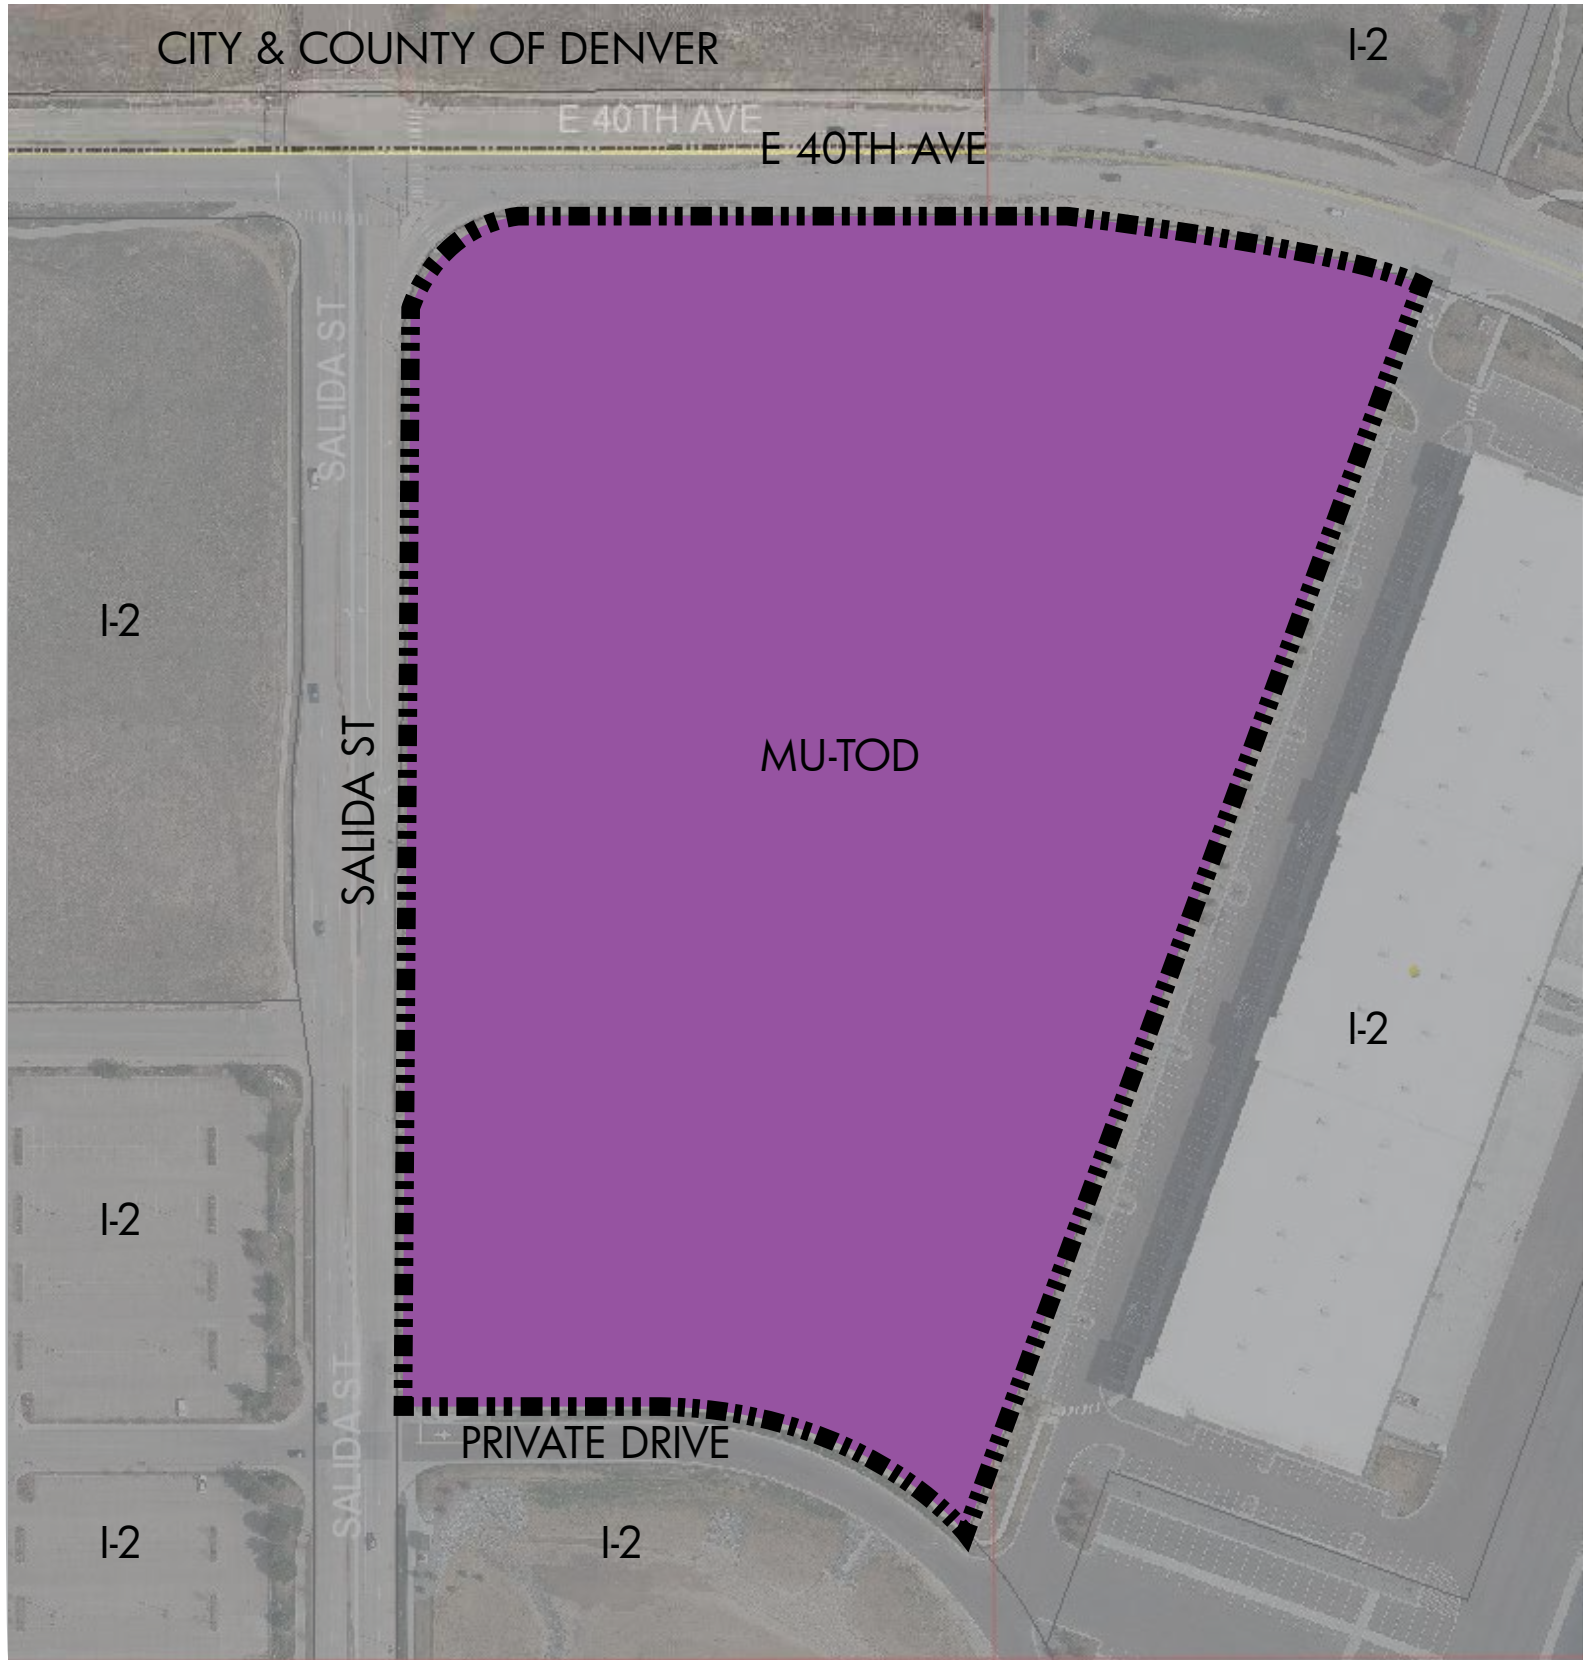 CITY & COUNTY OF DENVER
I-2
E 40TH AVE
E 40TH AVE
SALIDA ST
I-2
SALIDA ST
MU-TOD
I-2
I-2
SALIDA ST
PRIVATE DRIVE
I-2
I-2